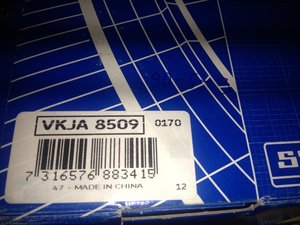 VKJA 8509 0170
7 316576 883415
47 - MADE IN CHINA 12
S